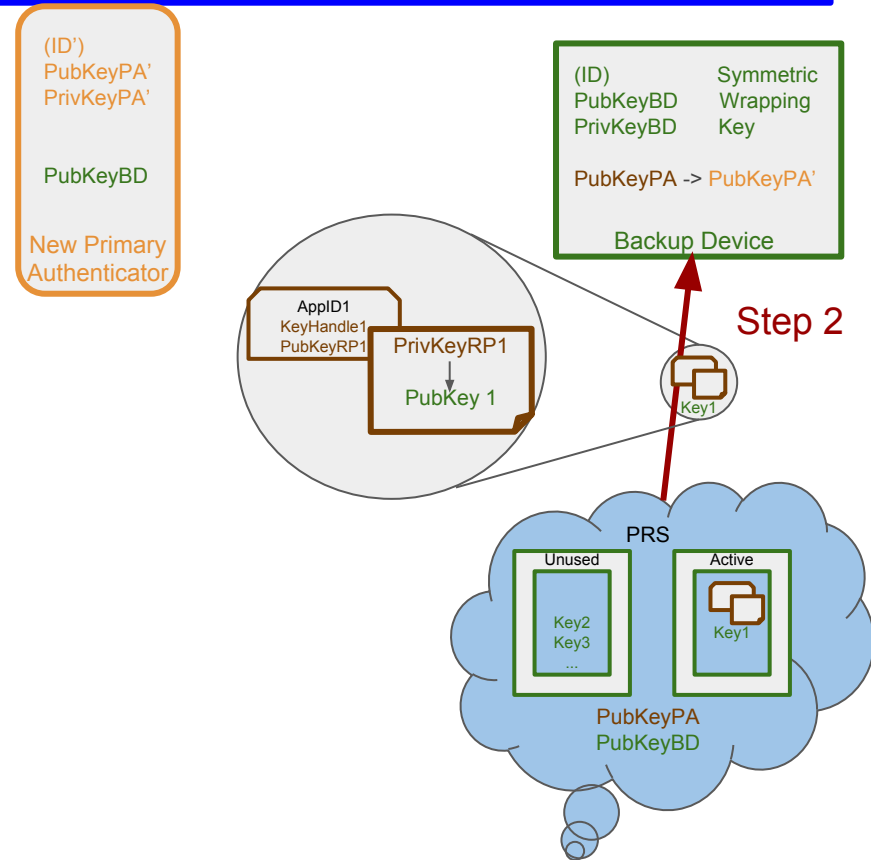 (ID')
PubKeyPA’
PrivKeyPA’
PubKeyBD
New Primary
Authenticator
(ID) Symmetric
PubKeyBD Wrapping
PrivKeyBD Key
PubKeyPA -> PubKeyPA’
Backup Device
Step 2
AppID1
KeyHandle1
PubKeyRP1
PrivKeyRP1
PubKey 1
Key1
PRS
Unused
Key2
Key3
...
Active
Key1
PubKeyPA
PubKeyBD